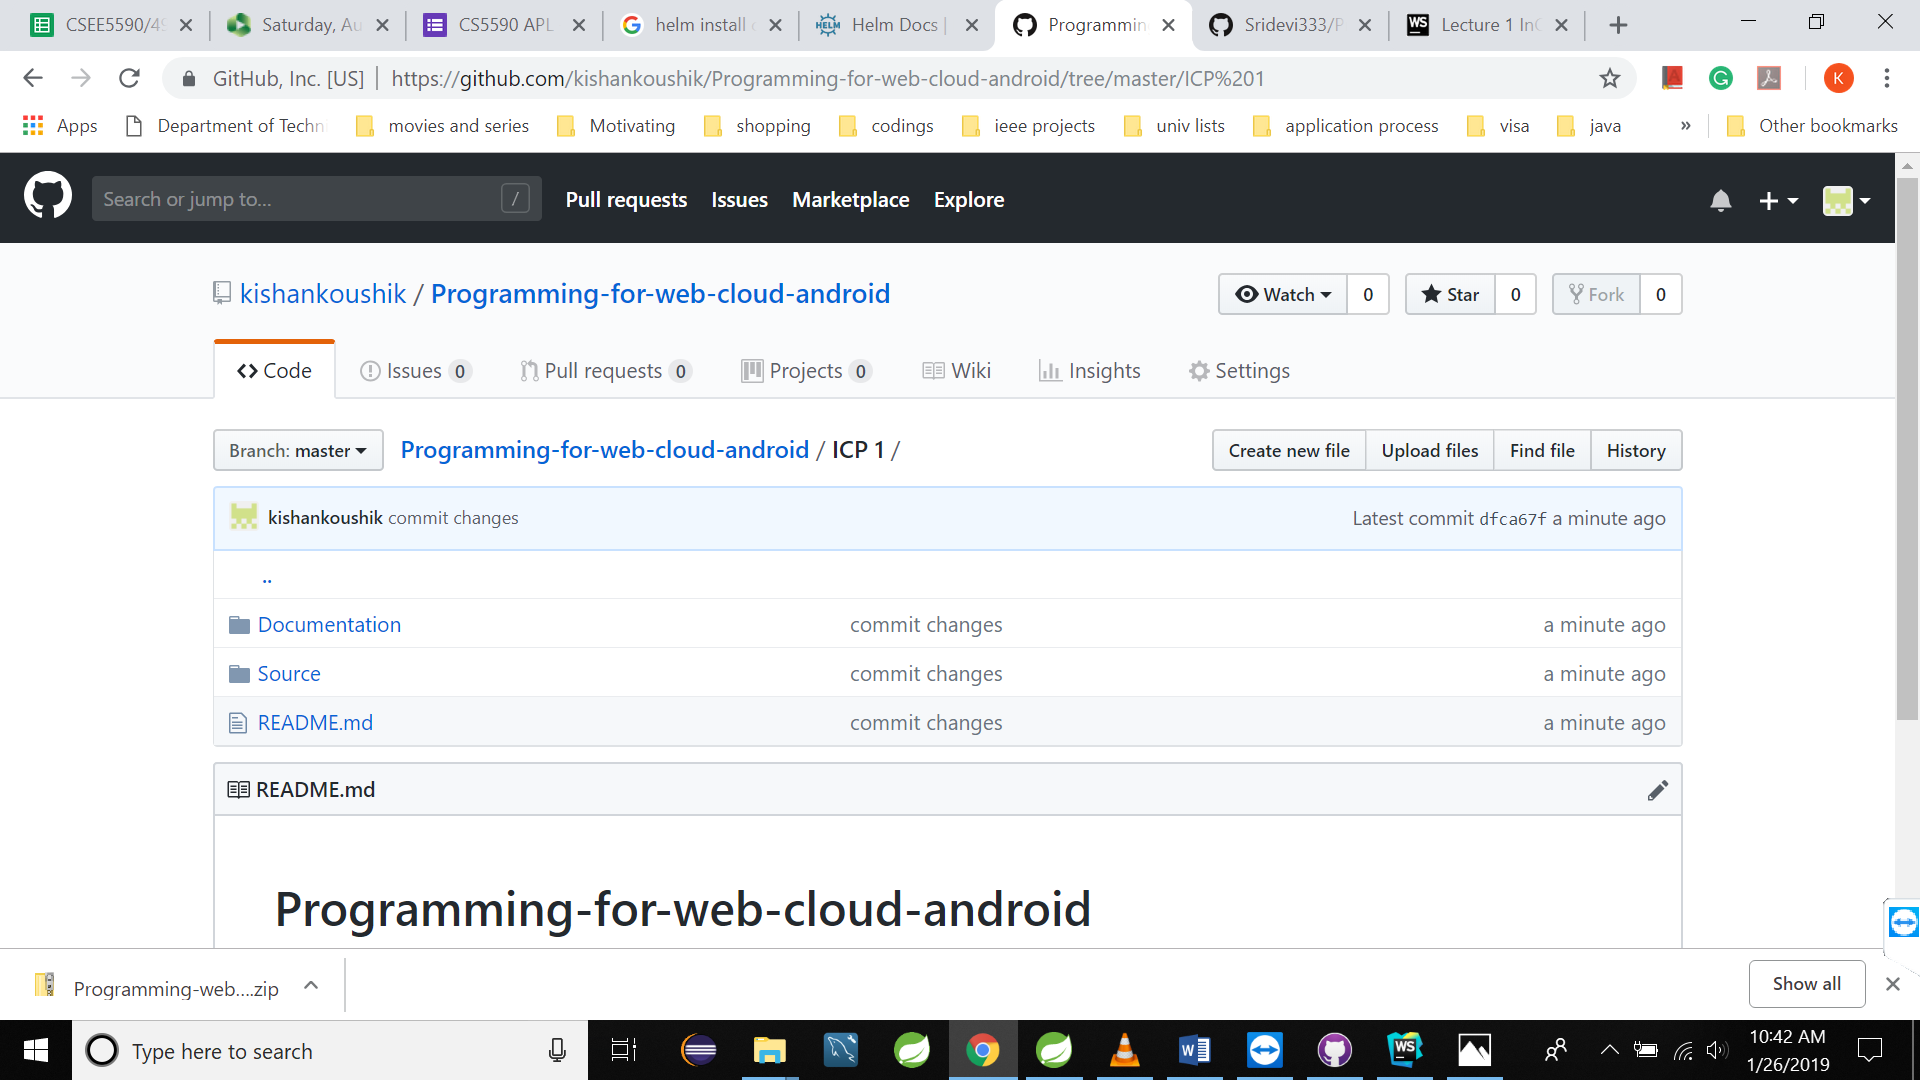 CSEE5590/49 Saturday, Au CS5590 APL helm install c Helm Docs | Programmin Sridevi333/P Lecture 1 InC
GitHub, Inc. [US] | https://github.com/kishankoushik/Programming-for-web-cloud-android/tree/master/ICP%201 K
Apps Department of Techn movies and series Motivating shopping codings ieee projects univ lists application process visa java » Other bookmarks
Search or jump to... / Pull requests Issues Marketplace Explore
kishankoushik / Programming-for-web-cloud-android Watch 0 Star 0 Fork 0
Code Issues 0 Pull requests 0 Projects 0 Wiki Insights Settings
Branch: master Programming-for-web-cloud-android / ICP 1 / Create new file Upload files Find file History
kishankoushik commit changes Latest commit dfca67f a minute ago
..
Documentation commit changes a minute ago
Source commit changes a minute ago
README.md commit changes a minute ago
README.md
Programming-for-web-cloud-android
Programming-web....zip Show all
Type here to search 10:42 AM
1/26/2019